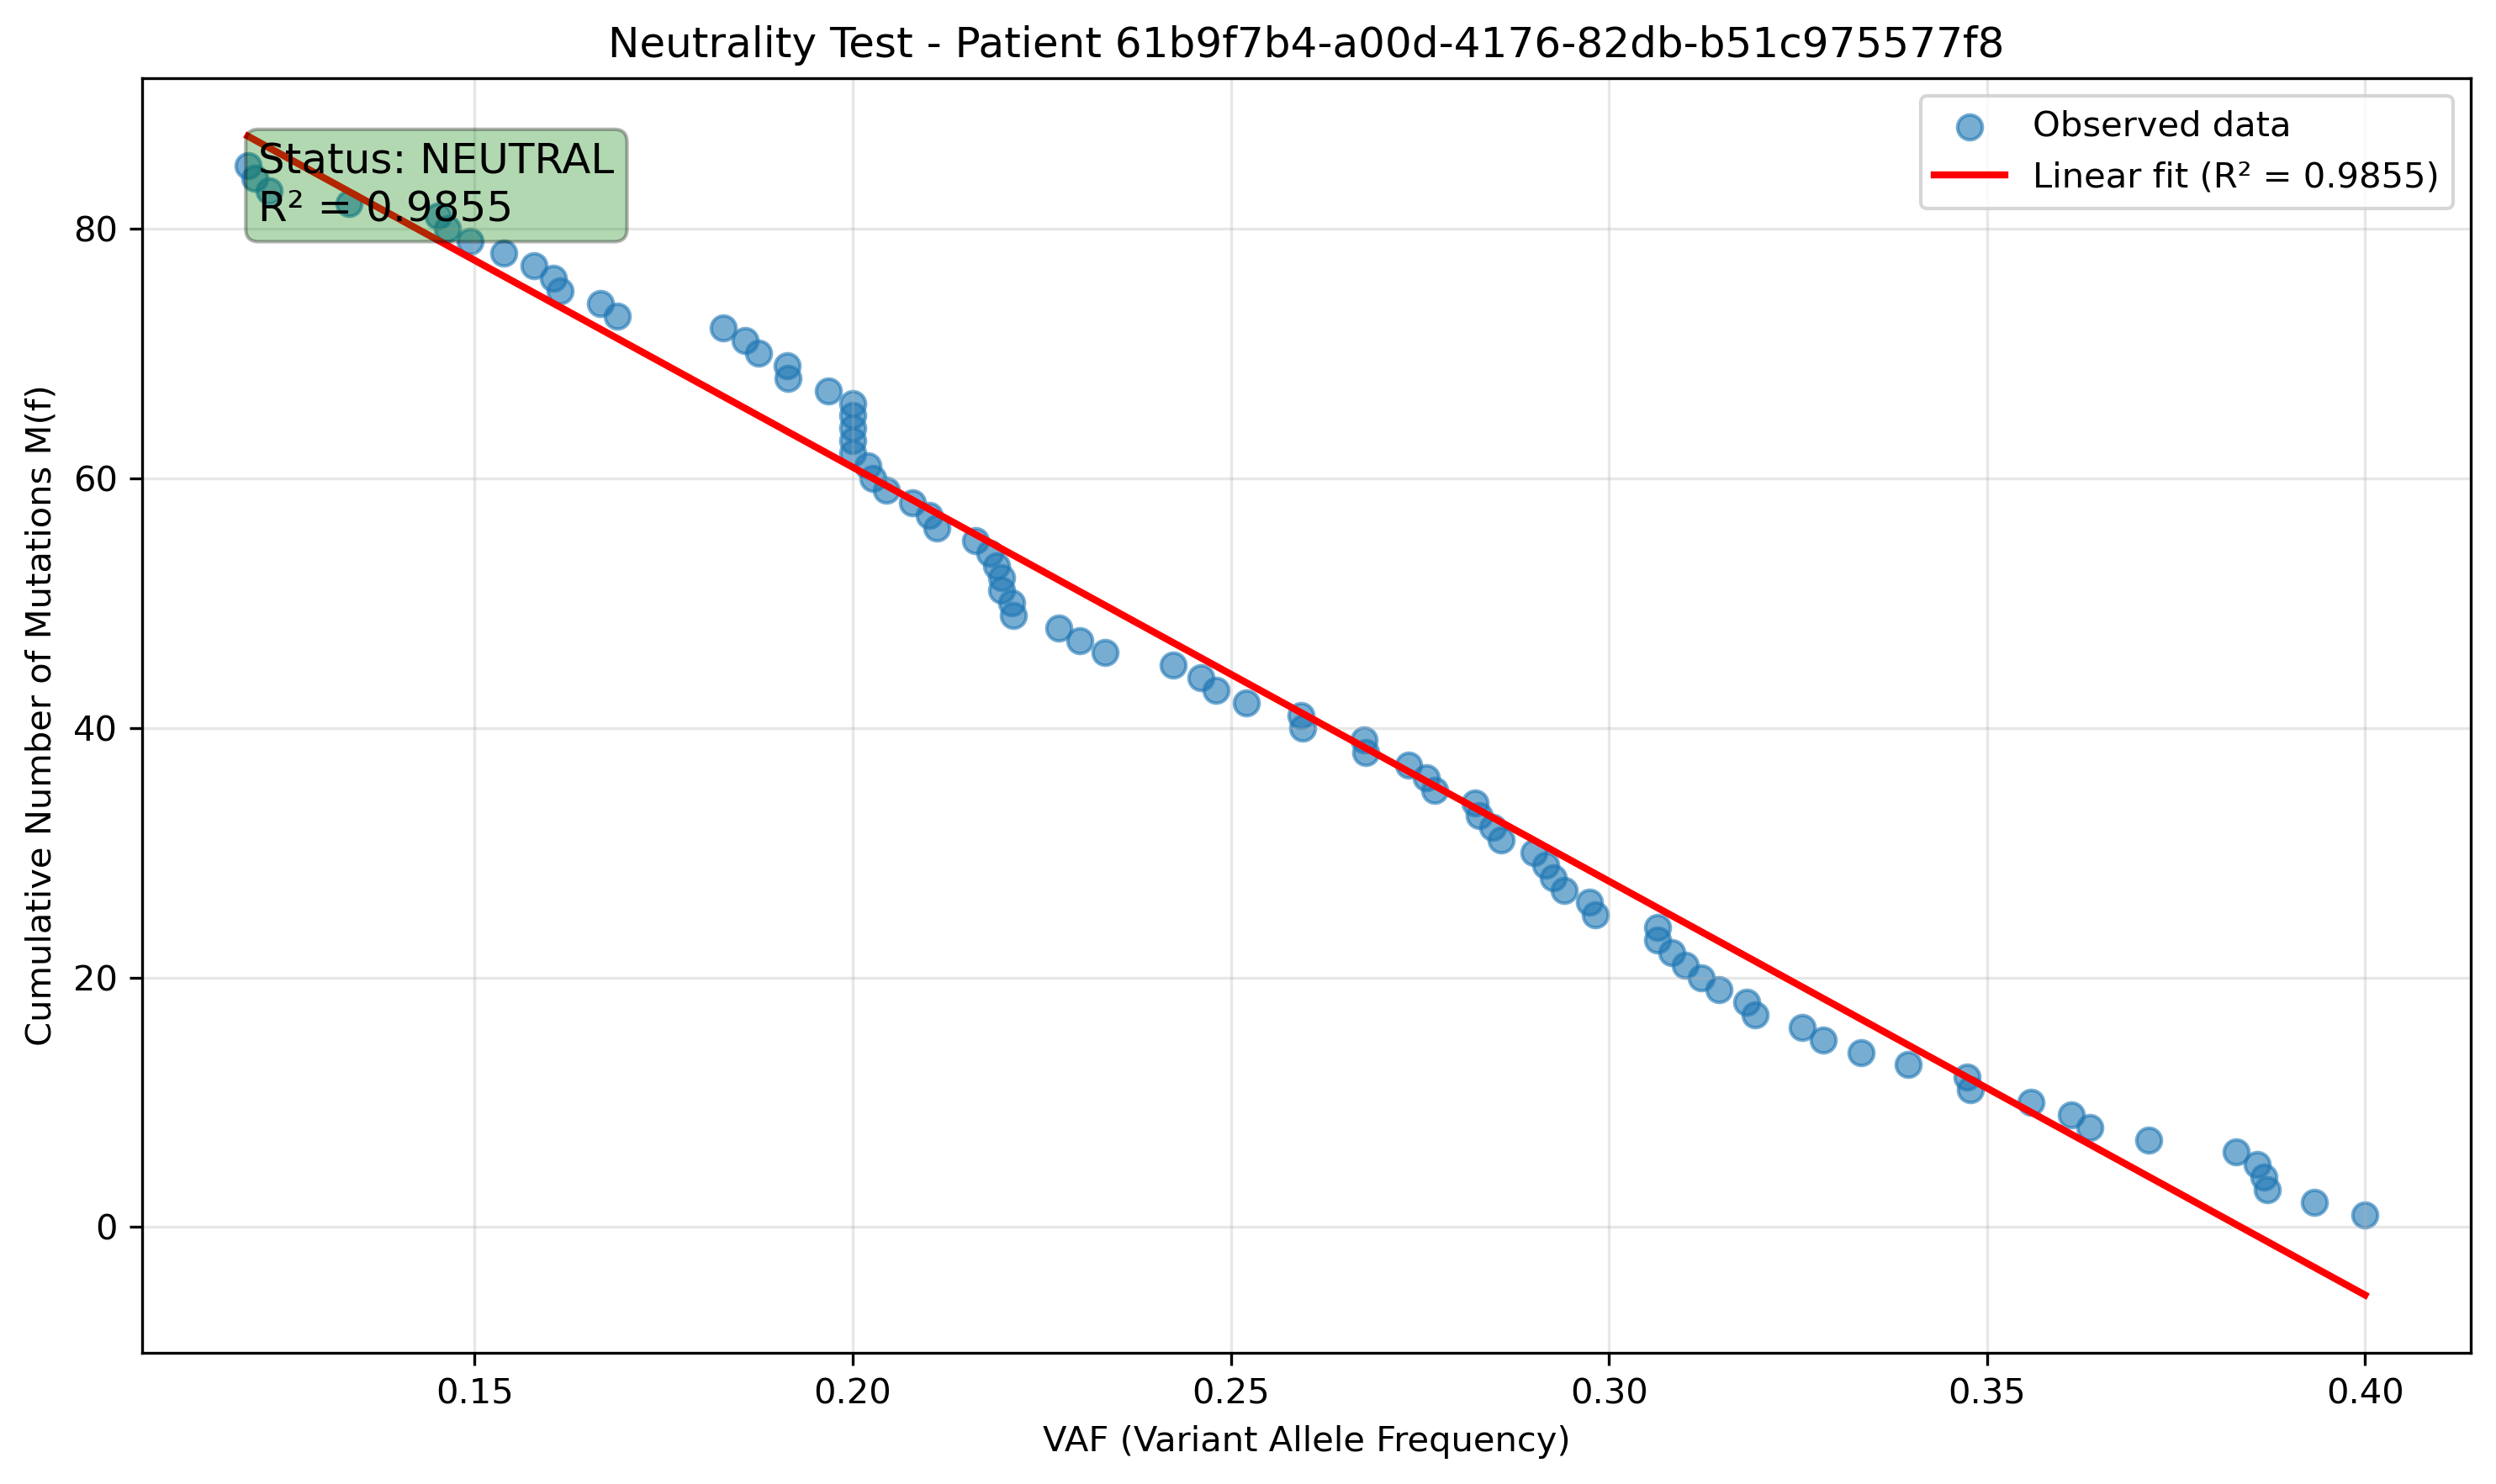 Neutrality Test - Patient 61b9f7b4-a00d-4176-82db-b51c975577f8
Status: NEUTRAL
R² = 0.9855
Observed data
Linear fit (R² = 0.9855)
Cumulative Number of Mutations M(f)
80
60
40
20
0
0.15
0.20
0.25
0.30
0.35
0.40
VAF (Variant Allele Frequency)